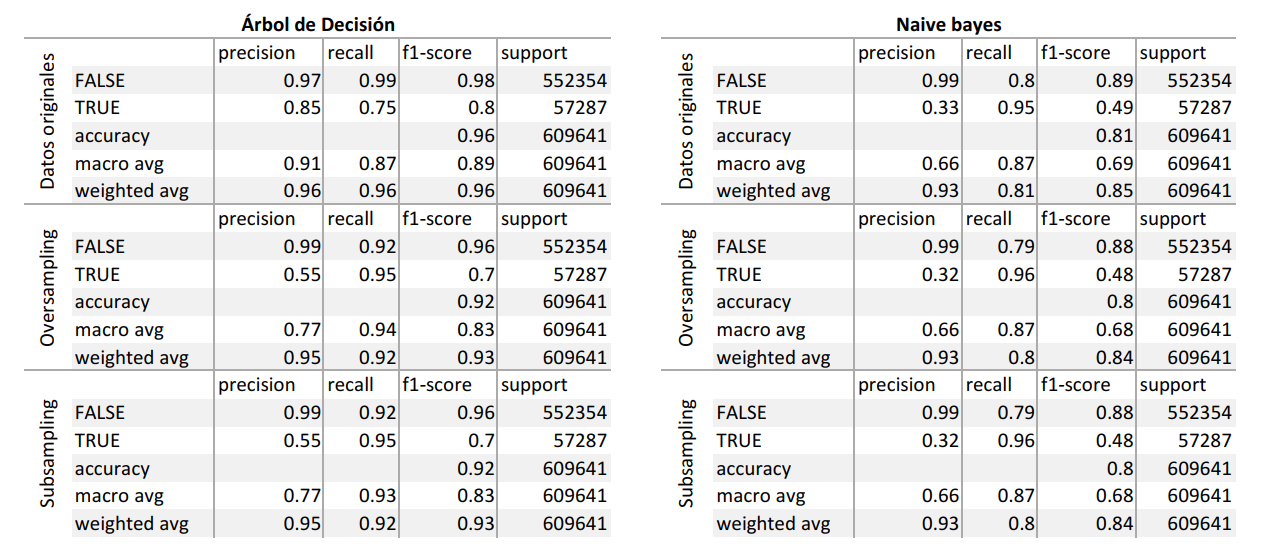 Árbol de Decisión
Datos originales
precision recall f1-score support
FALSE 0.97 0.99 0.98 552354
TRUE 0.85 0.75 0.8 57287
accuracy 0.96 609641
macro avg 0.91 0.87 0.89 609641
weighted avg 0.96 0.96 0.96 609641
Oversampling
precision recall f1-score support
FALSE 0.99 0.92 0.96 552354
TRUE 0.55 0.95 0.7 57287
accuracy 0.92 609641
macro avg 0.77 0.94 0.83 609641
weighted avg 0.95 0.92 0.93 609641
Subsampling
precision recall f1-score support
FALSE 0.99 0.92 0.96 552354
TRUE 0.55 0.95 0.7 57287
accuracy 0.92 609641
macro avg 0.77 0.93 0.83 609641
weighted avg 0.95 0.92 0.93 609641
Naive bayes
Datos originales
precision recall f1-score support
FALSE 0.99 0.8 0.89 552354
TRUE 0.33 0.95 0.49 57287
accuracy 0.81 609641
macro avg 0.66 0.87 0.69 609641
weighted avg 0.93 0.81 0.85 609641
Oversampling
precision recall f1-score support
FALSE 0.99 0.79 0.88 552354
TRUE 0.32 0.96 0.48 57287
accuracy 0.8 609641
macro avg 0.66 0.87 0.68 609641
weighted avg 0.93 0.8 0.84 609641
Subsampling
precision recall f1-score support
FALSE 0.99 0.79 0.88 552354
TRUE 0.32 0.96 0.48 57287
accuracy 0.8 609641
macro avg 0.66 0.87 0.68 609641
weighted avg 0.93 0.8 0.84 609641